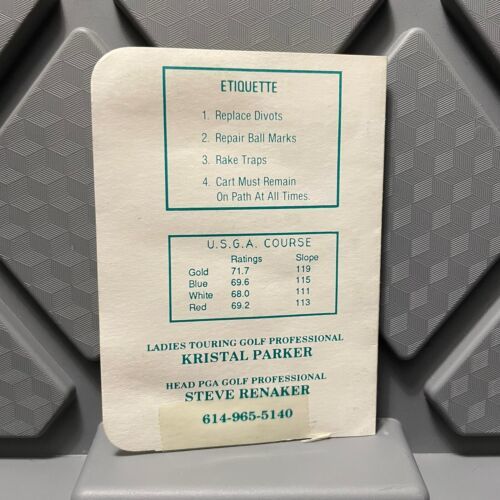 ETIQUETTE
1. Replace Divots
2. Repair Ball Marks
3. Rake Traps
4. Cart Must Remain
On Path At All Times.
U.S.G.A. COURSE
Ratings Slope
Gold 71.7 119
Blue 69.6 115
White 68.0 111
Red 69.2 113
LADIES TOURING GOLF PROFESSIONAL
KRISTAL PARKER
HEAD PGA GOLF PROFESSIONAL
STEVE RENAKER
614-965-5140